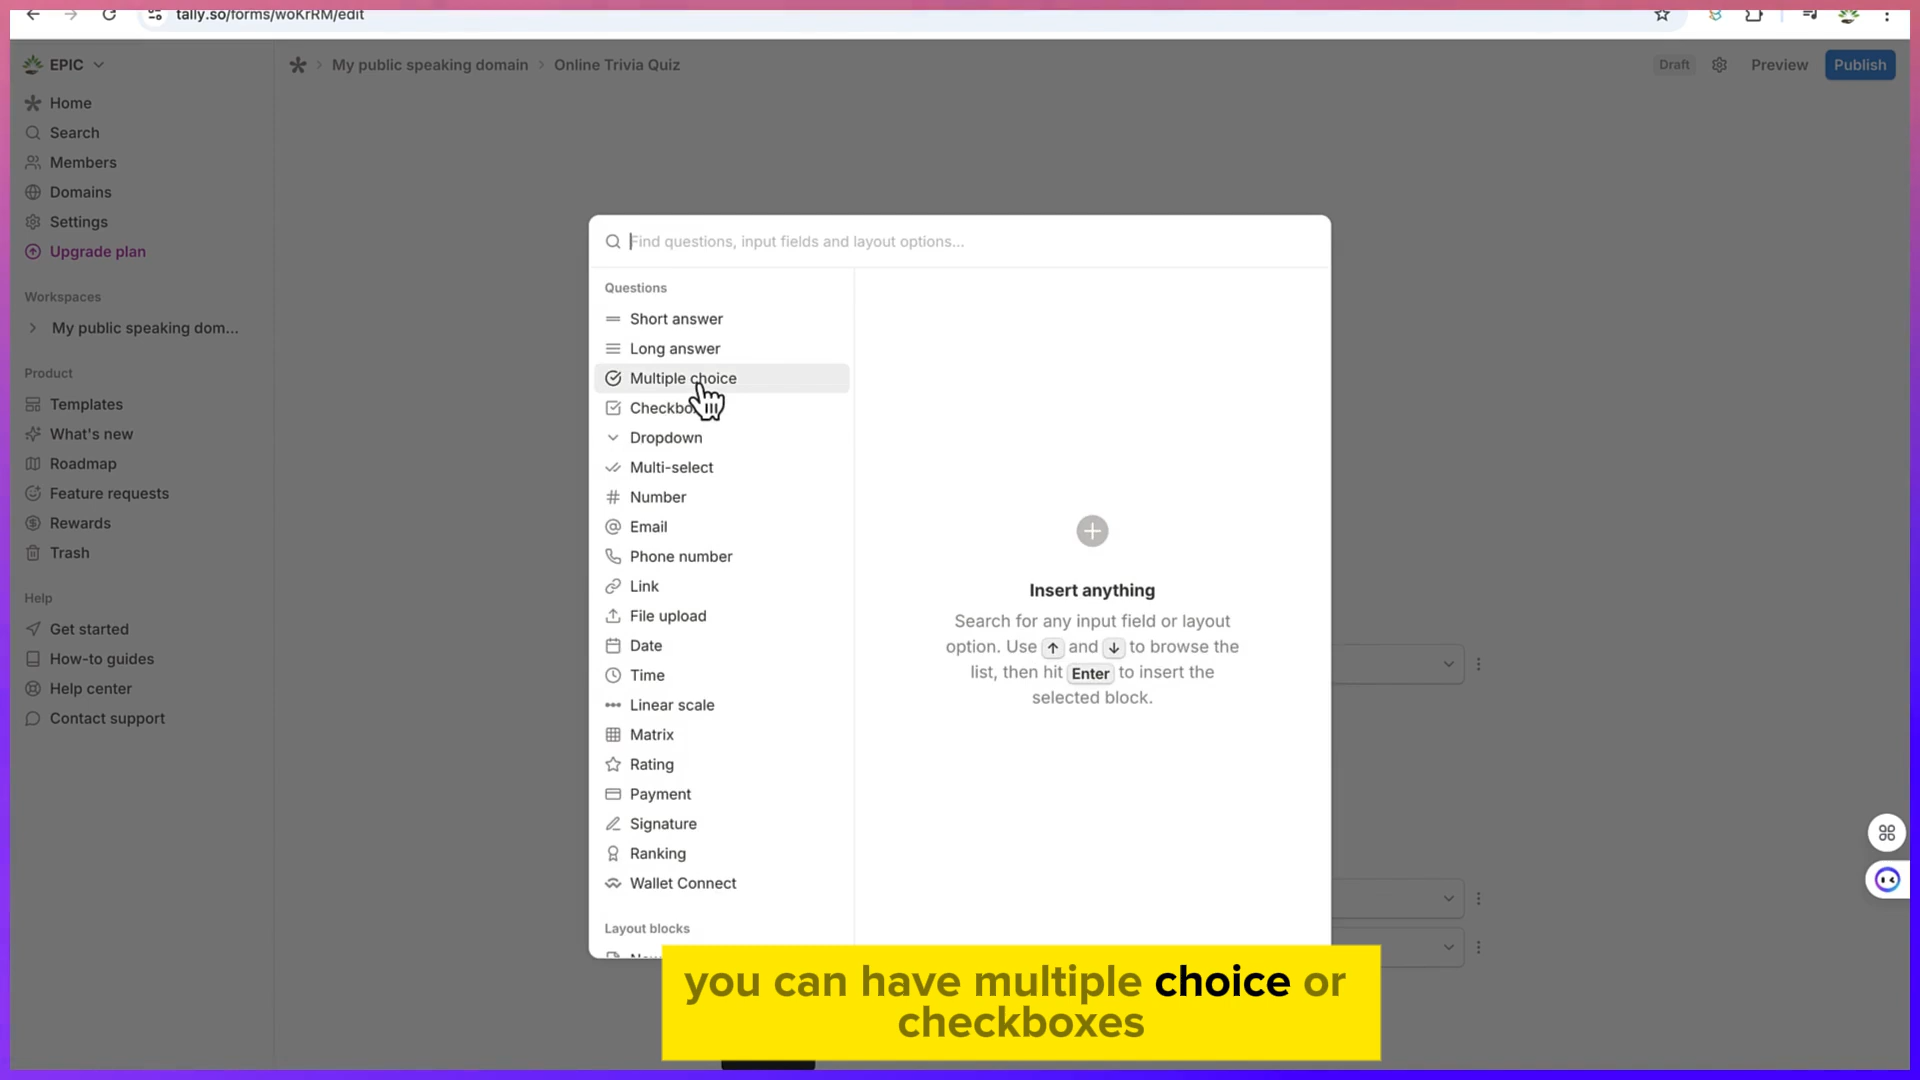 tally.so/forms/woKrRM/edit
EPIC
My public speaking domain
Online Trivia Quiz
Draft
Preview
Publish
Home
Search
Members
Domains
Settings
Upgrade plan
Workspaces
My public speaking dom...
Product
Templates
What's new
Roadmap
Feature requests
Rewards
Trash
Help
Get started
How-to guides
Help center
Contact support
Find questions, input fields and layout options...
Questions
Short answer
Long answer
Multiple choice
Dropdown
Multi-select
Number
Email
Phone number
Link
File upload
Date
Time
Linear scale
Matrix
Rating
Payment
Signature
Ranking
Wallet Connect
Layout blocks
Insert anything
Search for any input field or layout
option. Use ↑ and ↓ to browse the
list, then hit Enter to insert the
selected block.
you can have multiple choice or
checkboxes